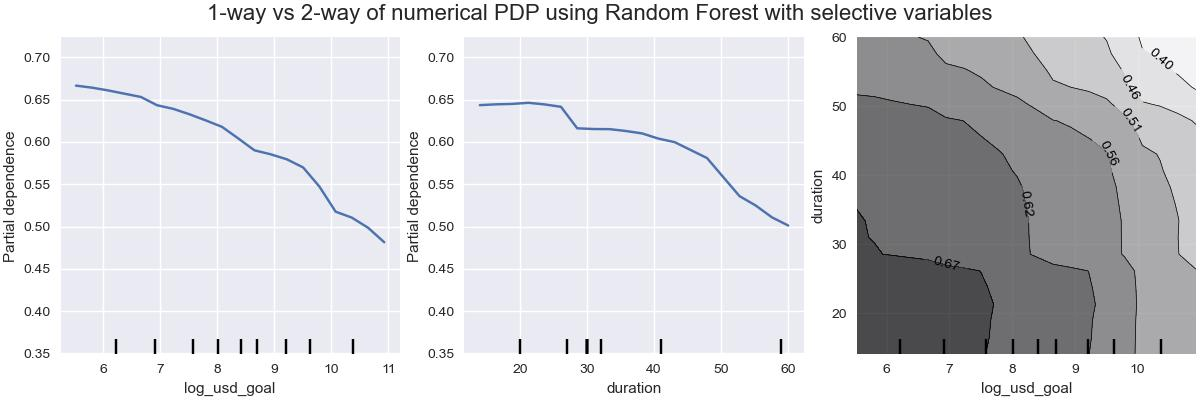 1-way vs 2-way of numerical PDP using Random Forest with selective variables
0.70
0.65
0.60
0.55
0.50
0.45
0.40
0.35
Partial dependence
6 7 8 9 10 11
log_usd_goal
0.70
0.65
0.60
0.55
0.50
0.45
0.40
0.35
Partial dependence
20 30 40 50 60
duration
60
50
40
30
20
duration
0.40
0.46
0.51
0.56
0.62
0.67
6 7 8 9 10
log_usd_goal